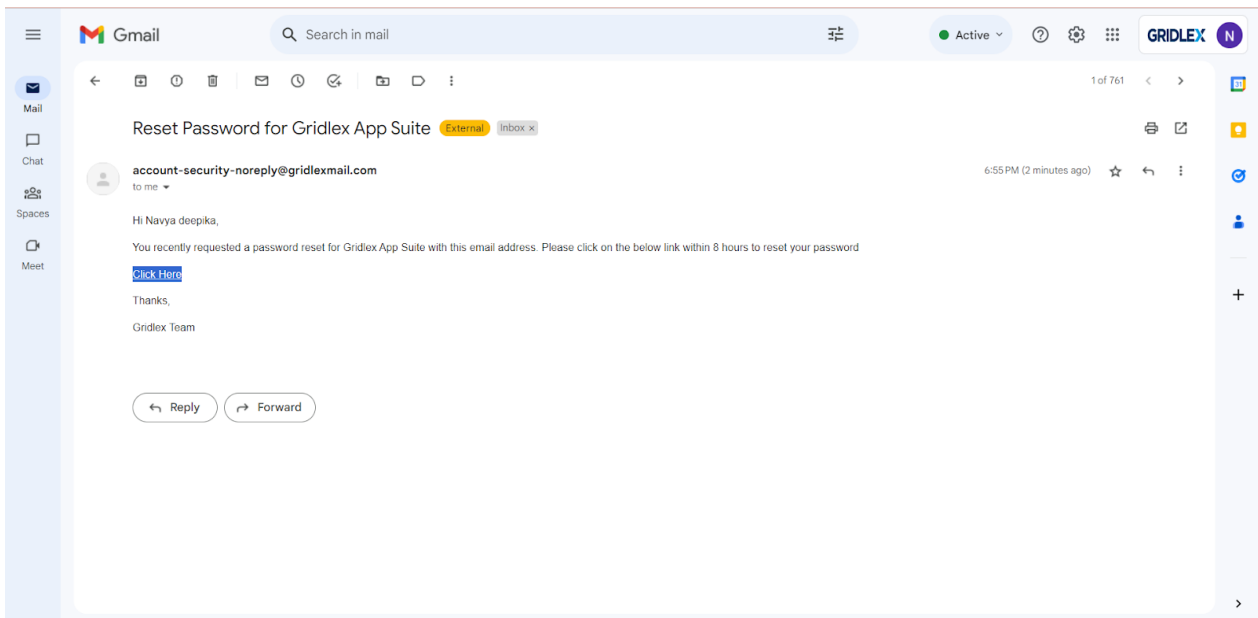 Gmail
Search in mail
Active
GRIDLEX
N
Mail
Chat
Spaces
Meet
1 of 761
Reset Password for Gridlex App Suite External Inbox ×
account-security-noreply@gridlexmail.com
6:55 PM (2 minutes ago)
to me
Hi Navya deepika,
You recently requested a password reset for Gridlex App Suite with this email address. Please click on the below link within 8 hours to reset your password
Click Here
Thanks,
Gridlex Team
Reply
Forward
31